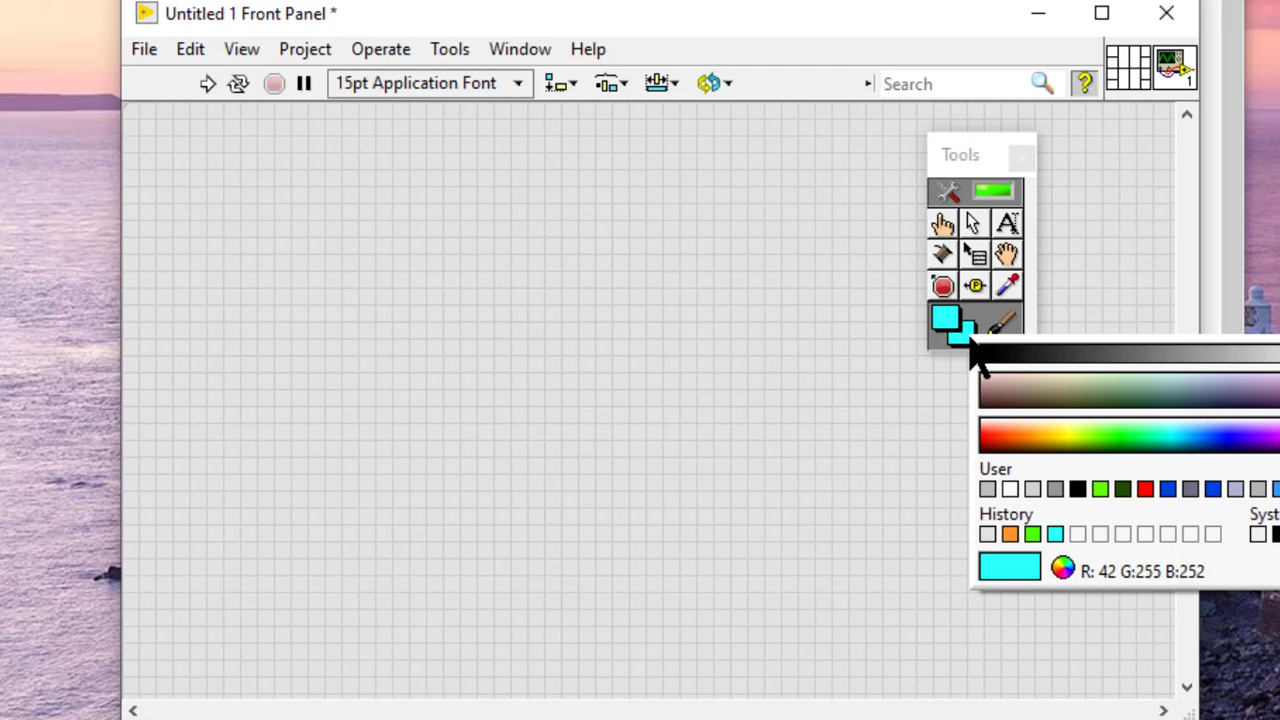 Untitled 1 Front Panel *
File Edit View Project Operate Tools Window Help
15pt Application Font
Search
?
1
Tools
A
P
User
History
Syst
R: 42 G:255 B:252